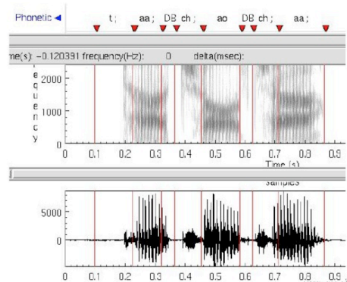 Phonetic t; aa; DB ch; ao DB ch; aa;
me(s): -0.120391 frequency(Hz): 0 delta(msec):
2000
1000
0
e
q
u
e
n
c
y
0 0.1 0.2 0.3 0.4 0.5 0.6 0.7 0.8 0.9
Time (s)
samples
5000
0
0 0.1 0.2 0.3 0.4 0.5 0.6 0.7 0.8 0.9